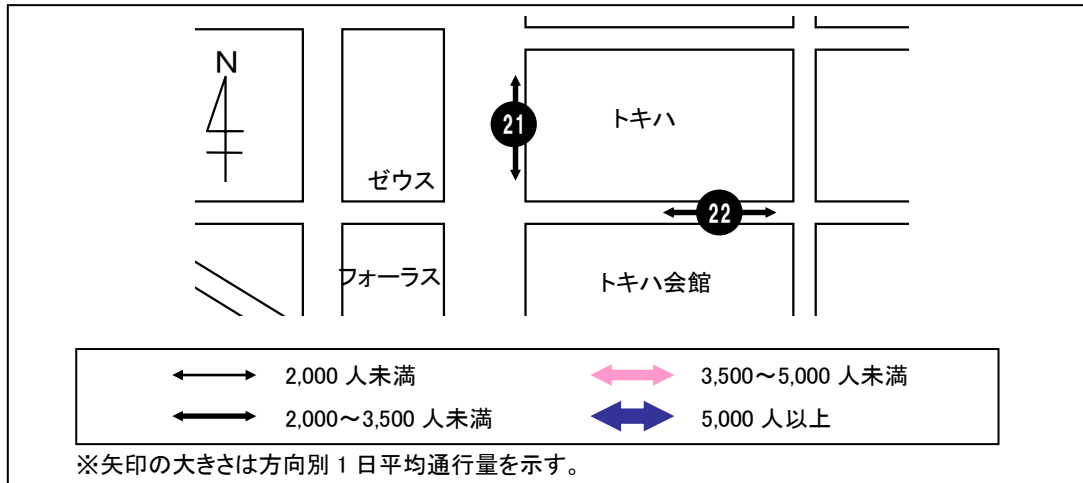 N
21
トキハ
ゼウス
22
フォーラス
トキハ会館
2,000 人未満
3,500～5,000 人未満
2,000～3,500 人未満
5,000 人以上
※矢印の大きさは方向別 1 日平均通行量を示す。